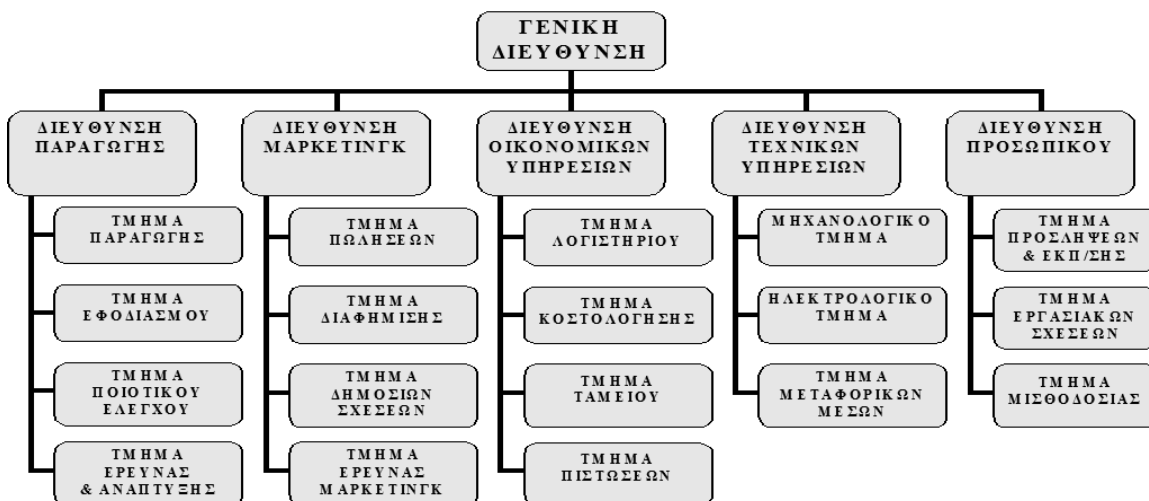 ΓΕΝΙΚΗ
ΔΙΕΥΘΥΝΣΗ
ΔΙΕΥΘΥΝΣΗ
ΠΑΡΑΓΩΓΗΣ
ΤΜΗΜΑ
ΠΑΡΑΓΩΓΗΣ
ΤΜΗΜΑ
ΕΦΟΔΙΑΣΜΟΥ
ΤΜΗΜΑ
ΠΟΙΟΤΙΚΟΥ
ΕΛΕΓΧΟΥ
ΤΜΗΜΑ
ΕΡΕΥΝΑΣ
& ΑΝΑΠΤΥΞΗΣ
ΔΙΕΥΘΥΝΣΗ
ΜΑΡΚΕΤΙΝΓΚ
ΤΜΗΜΑ
ΠΩΛΗΣΕΩΝ
ΤΜΗΜΑ
ΔΙΑΦΗΜΙΣΗΣ
ΤΜΗΜΑ
ΔΗΜΟΣΙΩΝ
ΣΧΕΣΕΩΝ
ΤΜΗΜΑ
ΕΡΕΥΝΑΣ
ΜΑΡΚΕΤΙΝΓΚ
ΔΙΕΥΘΥΝΣΗ
ΟΙΚΟΝΟΜΙΚΩΝ
ΥΠΗΡΕΣΙΩΝ
ΤΜΗΜΑ
ΛΟΓΙΣΤΗΡΙΟΥ
ΤΜΗΜΑ
ΚΟΣΤΟΛΟΓΗΣΗΣ
ΤΜΗΜΑ
ΤΑΜΕΙΟΥ
ΤΜΗΜΑ
ΠΙΣΤΩΣΕΩΝ
ΔΙΕΥΘΥΝΣΗ
ΤΕΧΝΙΚΩΝ
ΥΠΗΡΕΣΙΩΝ
ΜΗΧΑΝΟΛΟΓΙΚΟ
ΤΜΗΜΑ
ΗΛΕΚΤΡΟΛΟΓΙΚΟ
ΤΜΗΜΑ
ΤΜΗΜΑ
ΜΕΤΑΦΟΡΙΚΩΝ
ΜΕΣΩΝ
ΔΙΕΥΘΥΝΣΗ
ΠΡΟΣΩΠΙΚΟΥ
ΤΜΗΜΑ
ΠΡΟΣΛΗΨΕΩΝ
& ΕΚΠ/ΣΗΣ
ΤΜΗΜΑ
ΕΡΓΑΣΙΑΚΩΝ
ΣΧΕΣΕΩΝ
ΤΜΗΜΑ
ΜΙΣΘΟΔΟΣΙΑΣ